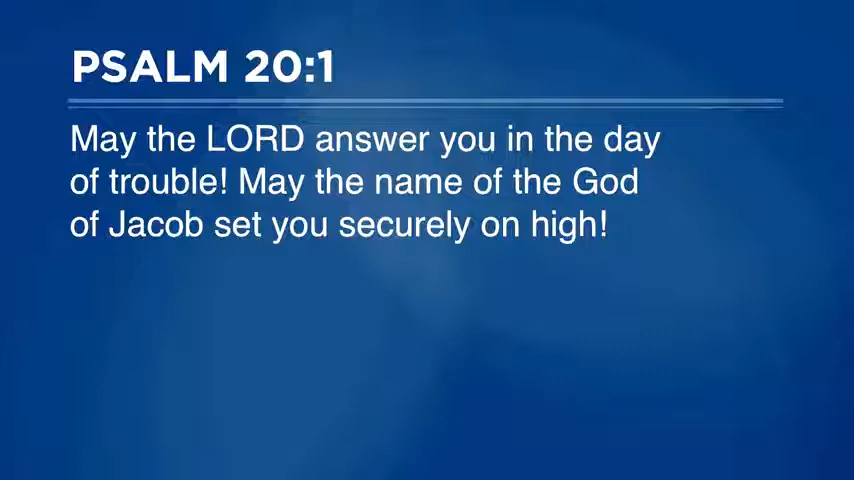 PSALM 20:1
May the LORD answer you in the day
of trouble! May the name of the God
of Jacob set you securely on high!